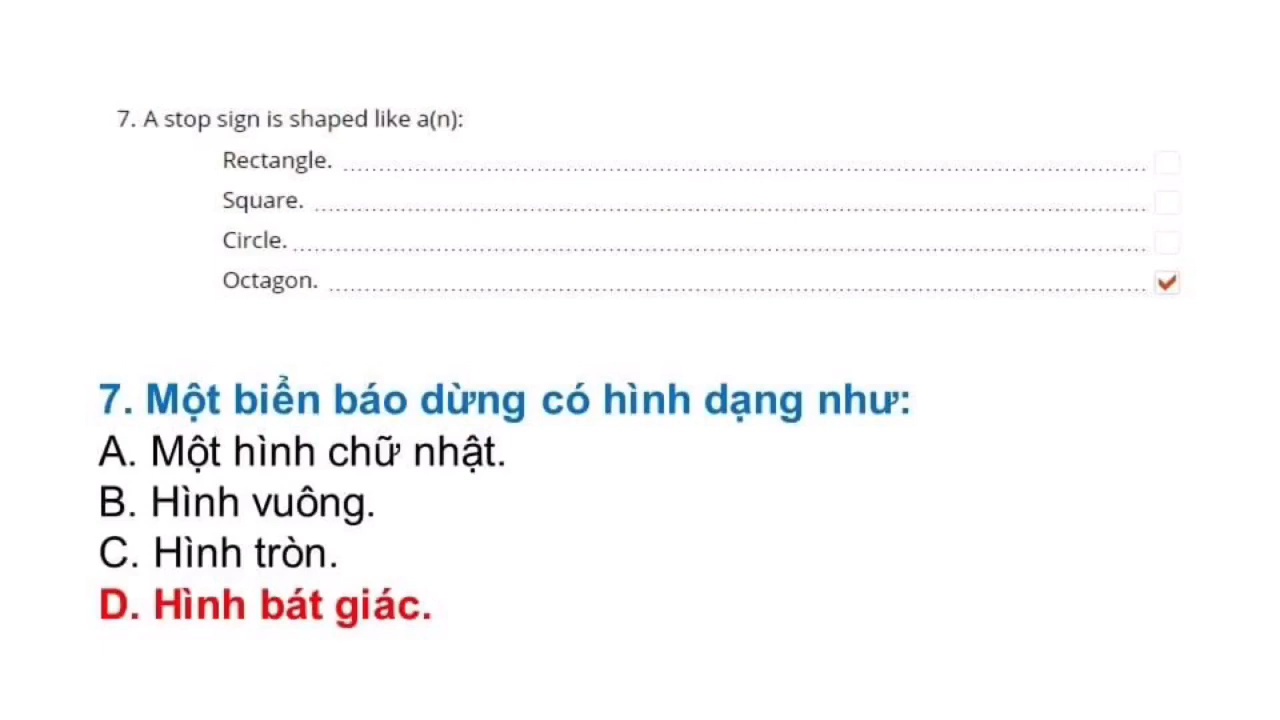 7. A stop sign is shaped like a(n):
Rectangle.
Square.
Circle.
Octagon.
7. Một biển báo dừng có hình dạng như:
A. Một hình chữ nhật.
B. Hình vuông.
C. Hình tròn.
D. Hình bát giác.